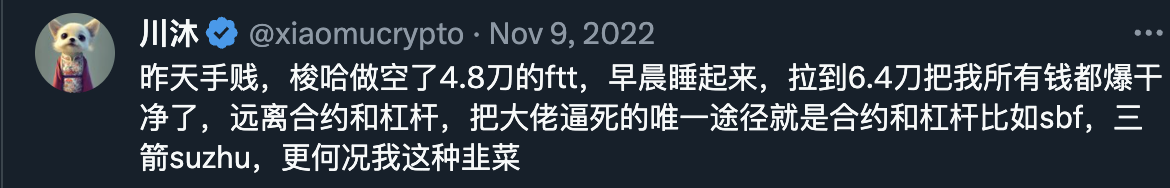 川沐 @xiaomucrypto · Nov 9, 2022
昨天手贱，梭哈做空了4.8刀的ftt，早晨睡起来，拉到6.4刀把我所有钱都爆干
净了，远离合约和杠杆，把大佬逼死的唯一途径就是合约和杠杆比如sbf，三
箭suzhu，更何况我这种韭菜